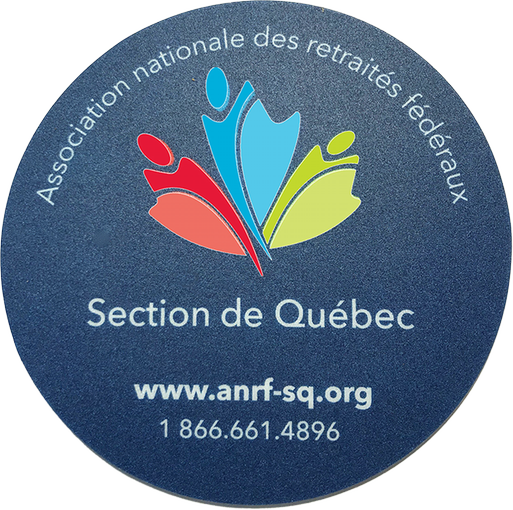 Association nationale des retraités fédéraux
Section de Québec
www.anrf-sq.org
1 866.661.4896